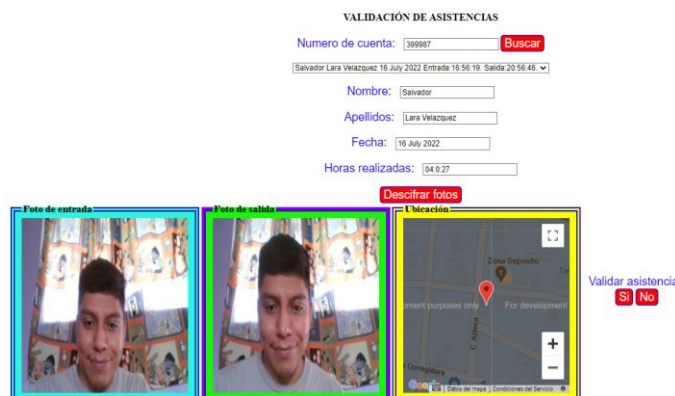 VALIDACIÓN DE ASISTENCIAS
Numero de cuenta: 399987 Buscar
Salvador Lara Velazquez 16 July 2022 Entrada:16:56:19. Salida:20:56:46.
Nombre: Salvador
Apellidos: Lara Velazquez
Fecha: 16 July 2022
Horas realizadas: 04:0:27
Descifrar fotos
Foto de entrada Foto de salida Ubicación
Zona Deposito
ment purposes only For development
C. Azteca
Corregidora
Google Datos del mapa Condiciones del Servicio.
Validar asistencia
Si No